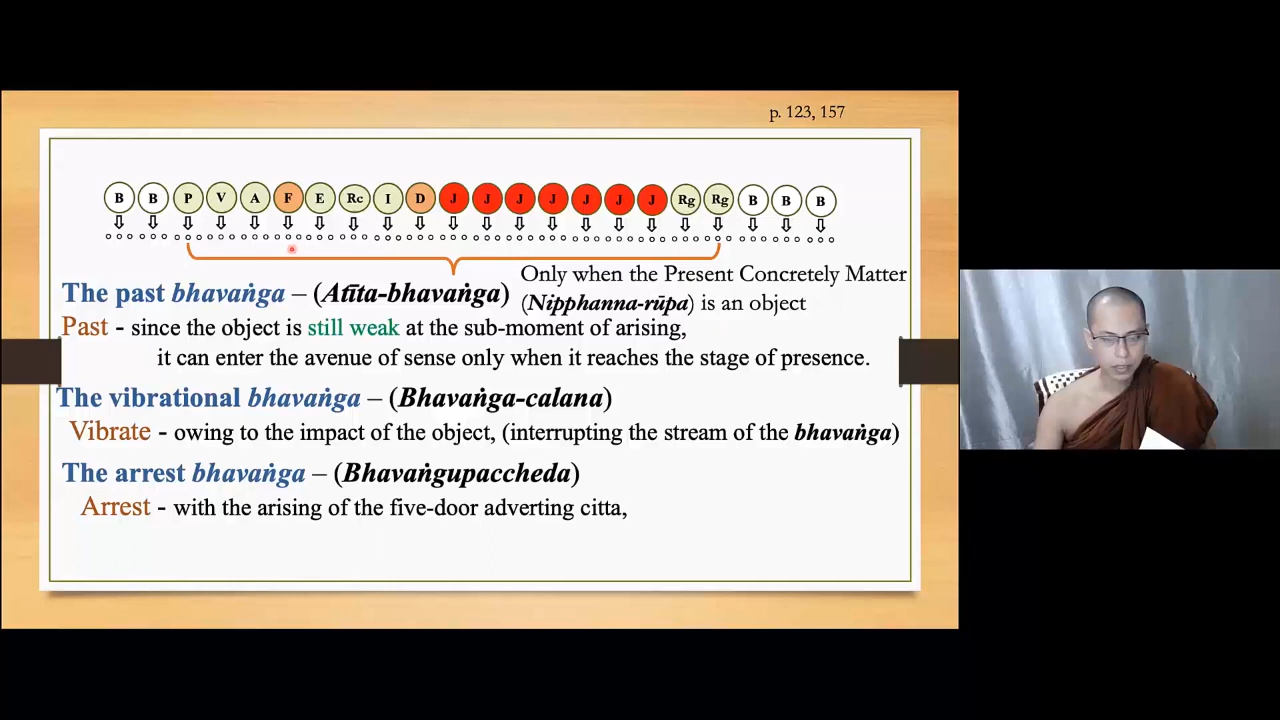 p. 123, 157
B B P V A F E Rc I D J J J J J J J Rg Rg B B B
Only when the Present Concretely Matter
The past bhavaṅga – (Atīta-bhavaṅga) (Nipphanna-rūpa) is an object
Past - since the object is still weak at the sub-moment of arising,
it can enter the avenue of sense only when it reaches the stage of presence.
The vibrational bhavaṅga – (Bhavaṅga-calana)
Vibrate - owing to the impact of the object, (interrupting the stream of the bhavaṅga)
The arrest bhavaṅga – (Bhavaṅgupaccheda)
Arrest - with the arising of the five-door adverting citta,